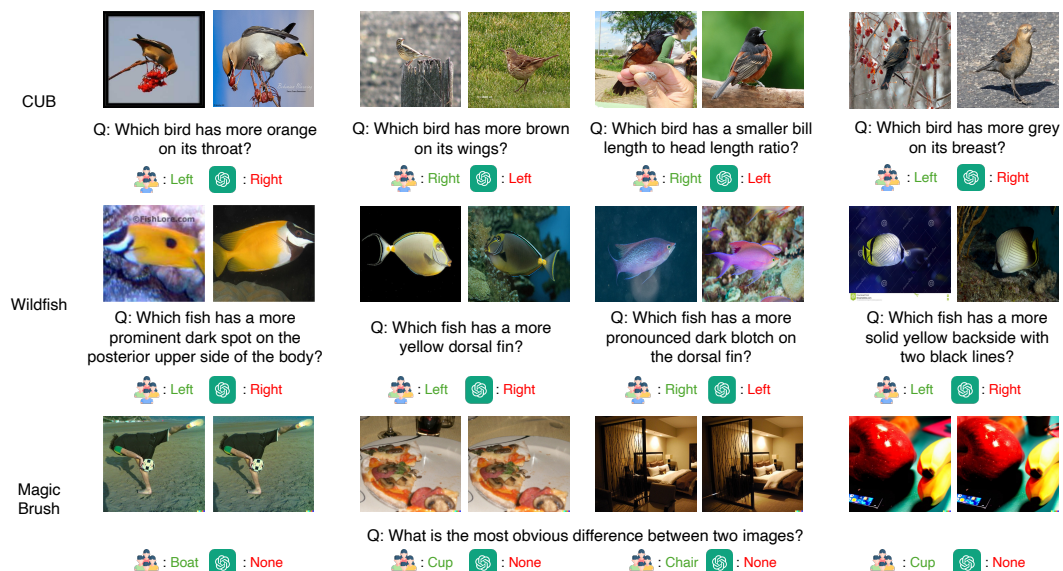 CUB
Q: Which bird has more orange
on its throat?
: Left : Right
Q: Which bird has more brown
on its wings?
: Right : Left
Q: Which bird has a smaller bill
length to head length ratio?
: Right : Left
Q: Which bird has more grey
on its breast?
: Left : Right
Wildfish
©FishLore.com
Q: Which fish has a more
prominent dark spot on the
posterior upper side of the body?
: Left : Right
Q: Which fish has a more
yellow dorsal fin?
: Left : Right
Q: Which fish has a more
pronounced dark blotch on
the dorsal fin?
: Right : Left
Q: Which fish has a more
solid yellow backside with
two black lines?
: Left : Right
Magic
Brush
Q: What is the most obvious difference between two images?
: Boat : None
: Cup : None
: Chair : None
: Cup : None